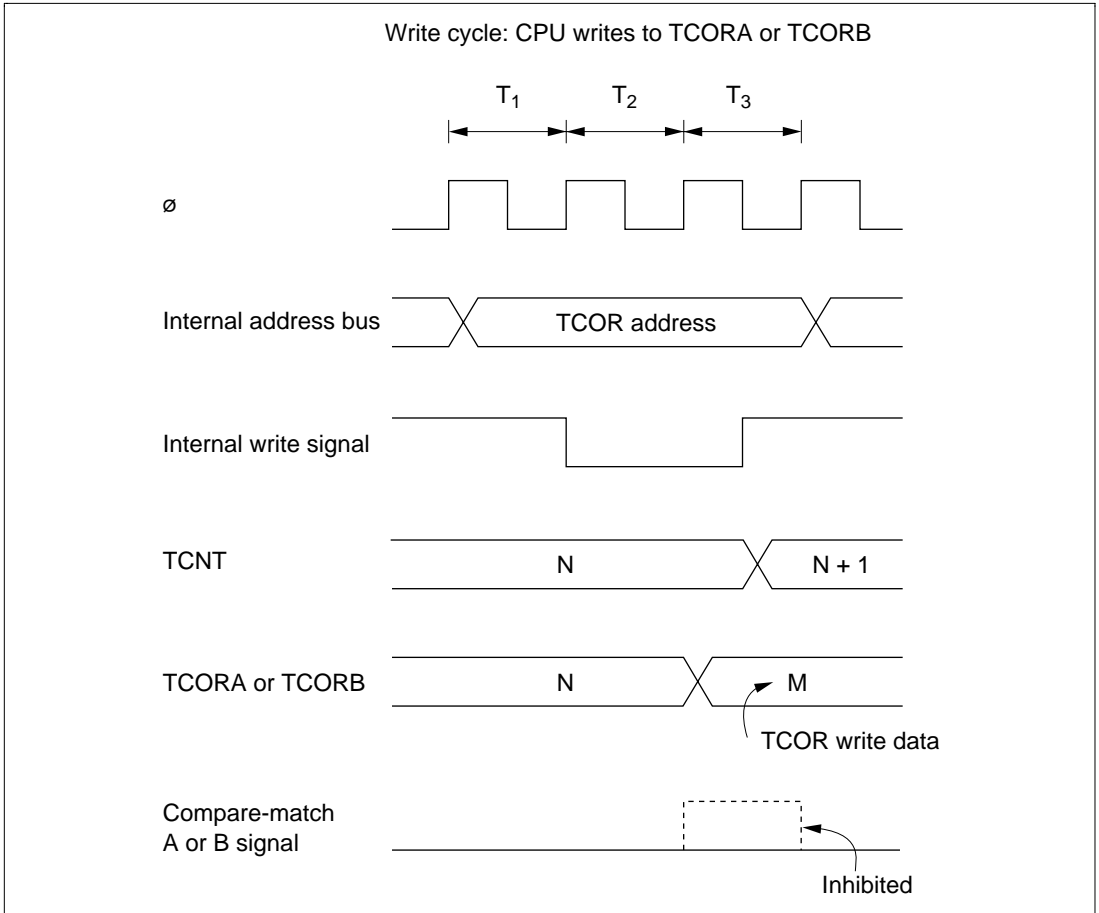 Write cycle: CPU writes to TCORA or TCORB
T1 T2 T3
ø
Internal address bus TCOR address
Internal write signal
TCNT N N + 1
TCORA or TCORB N M
TCOR write data
Compare-match
A or B signal
Inhibited